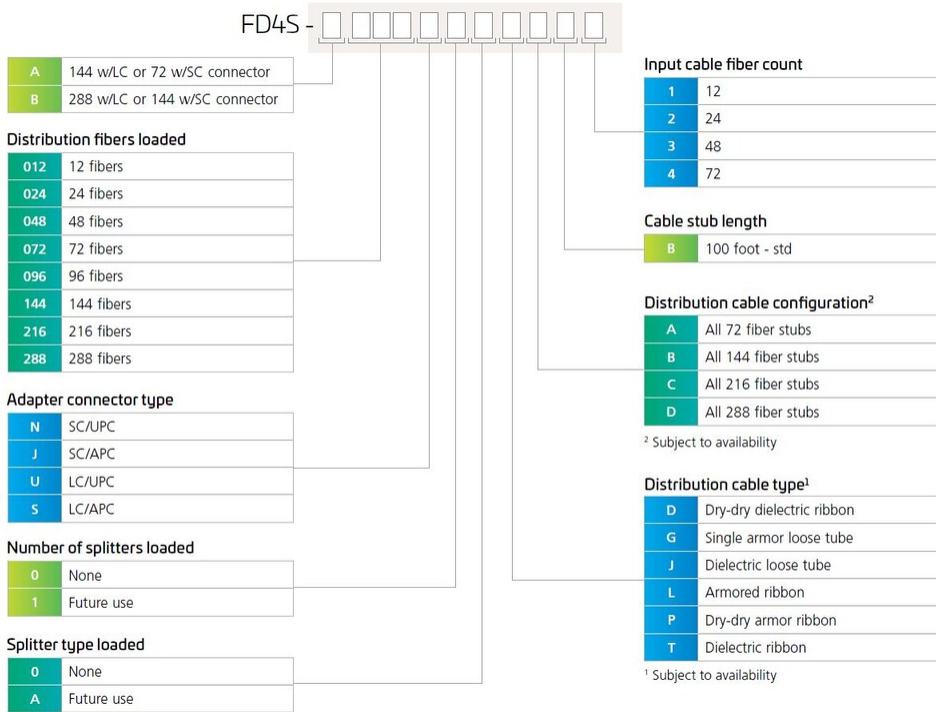 FD4S -
A 144 w/LC or 72 w/SC connector
B 288 w/LC or 144 w/SC connector
Distribution fibers loaded
012 12 fibers
024 24 fibers
048 48 fibers
072 72 fibers
096 96 fibers
144 144 fibers
216 216 fibers
288 288 fibers
Adapter connector type
N SC/UPC
J SC/APC
U LC/UPC
S LC/APC
Number of splitters loaded
0 None
1 Future use
Splitter type loaded
0 None
A Future use
Input cable fiber count
1 12
2 24
3 48
4 72
Cable stub length
B 100 foot - std
Distribution cable configuration²
A All 72 fiber stubs
B All 144 fiber stubs
C All 216 fiber stubs
D All 288 fiber stubs
² Subject to availability
Distribution cable type¹
D Dry-dry dielectric ribbon
G Single armor loose tube
J Dielectric loose tube
L Armored ribbon
P Dry-dry armor ribbon
T Dielectric ribbon
¹ Subject to availability